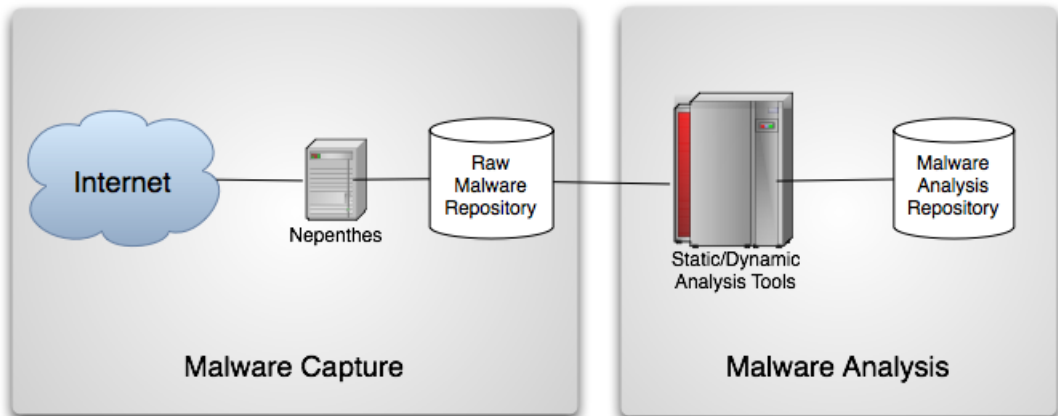 Internet
Nepenthes
Raw
Malware
Repository
Malware Capture
Static/Dynamic
Analysis Tools
Malware
Analysis
Repository
Malware Analysis